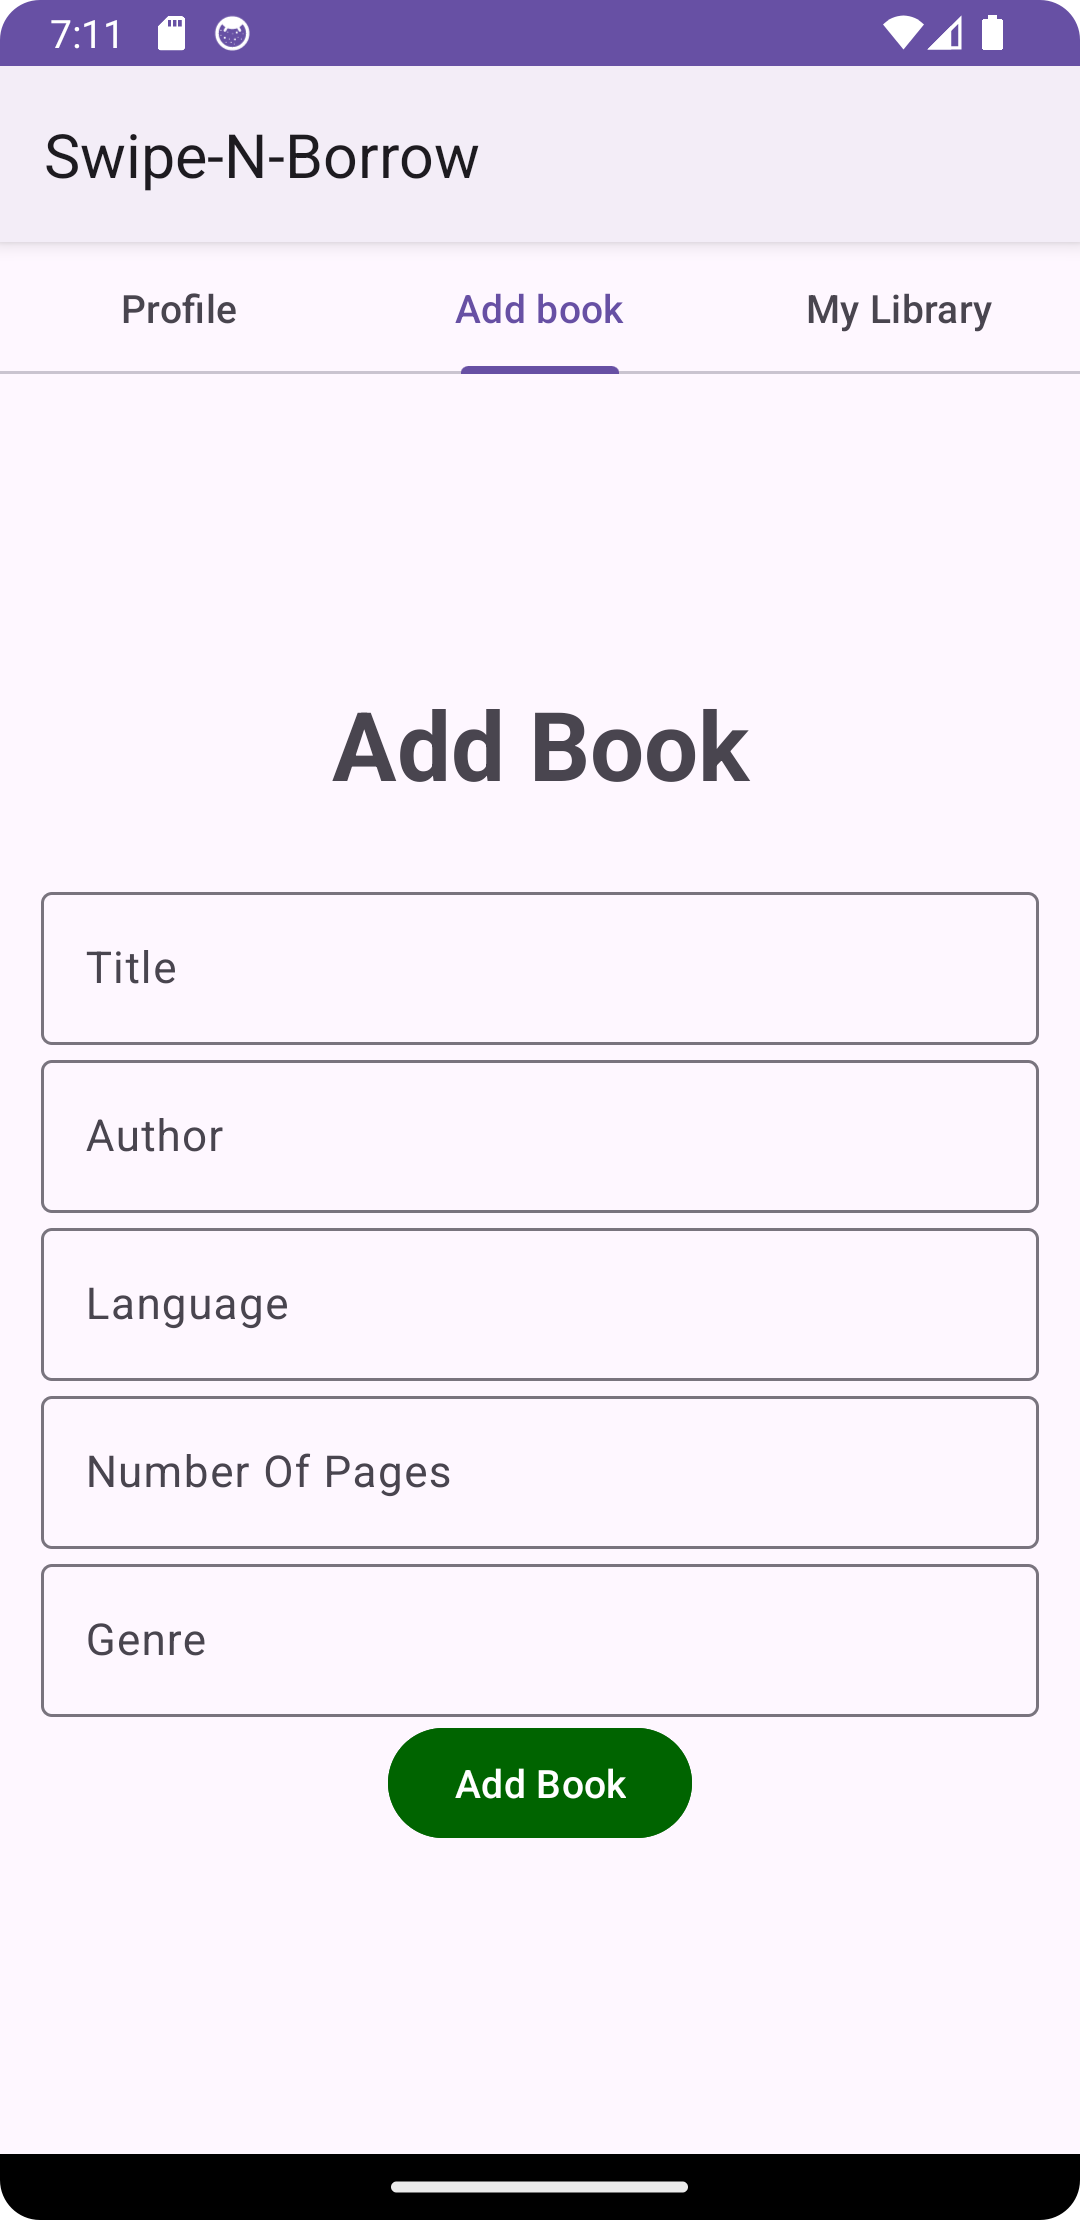 7:11
Swipe-N-Borrow
Profile Add book My Library
Add Book
Title
Author
Language
Number Of Pages
Genre
Add Book